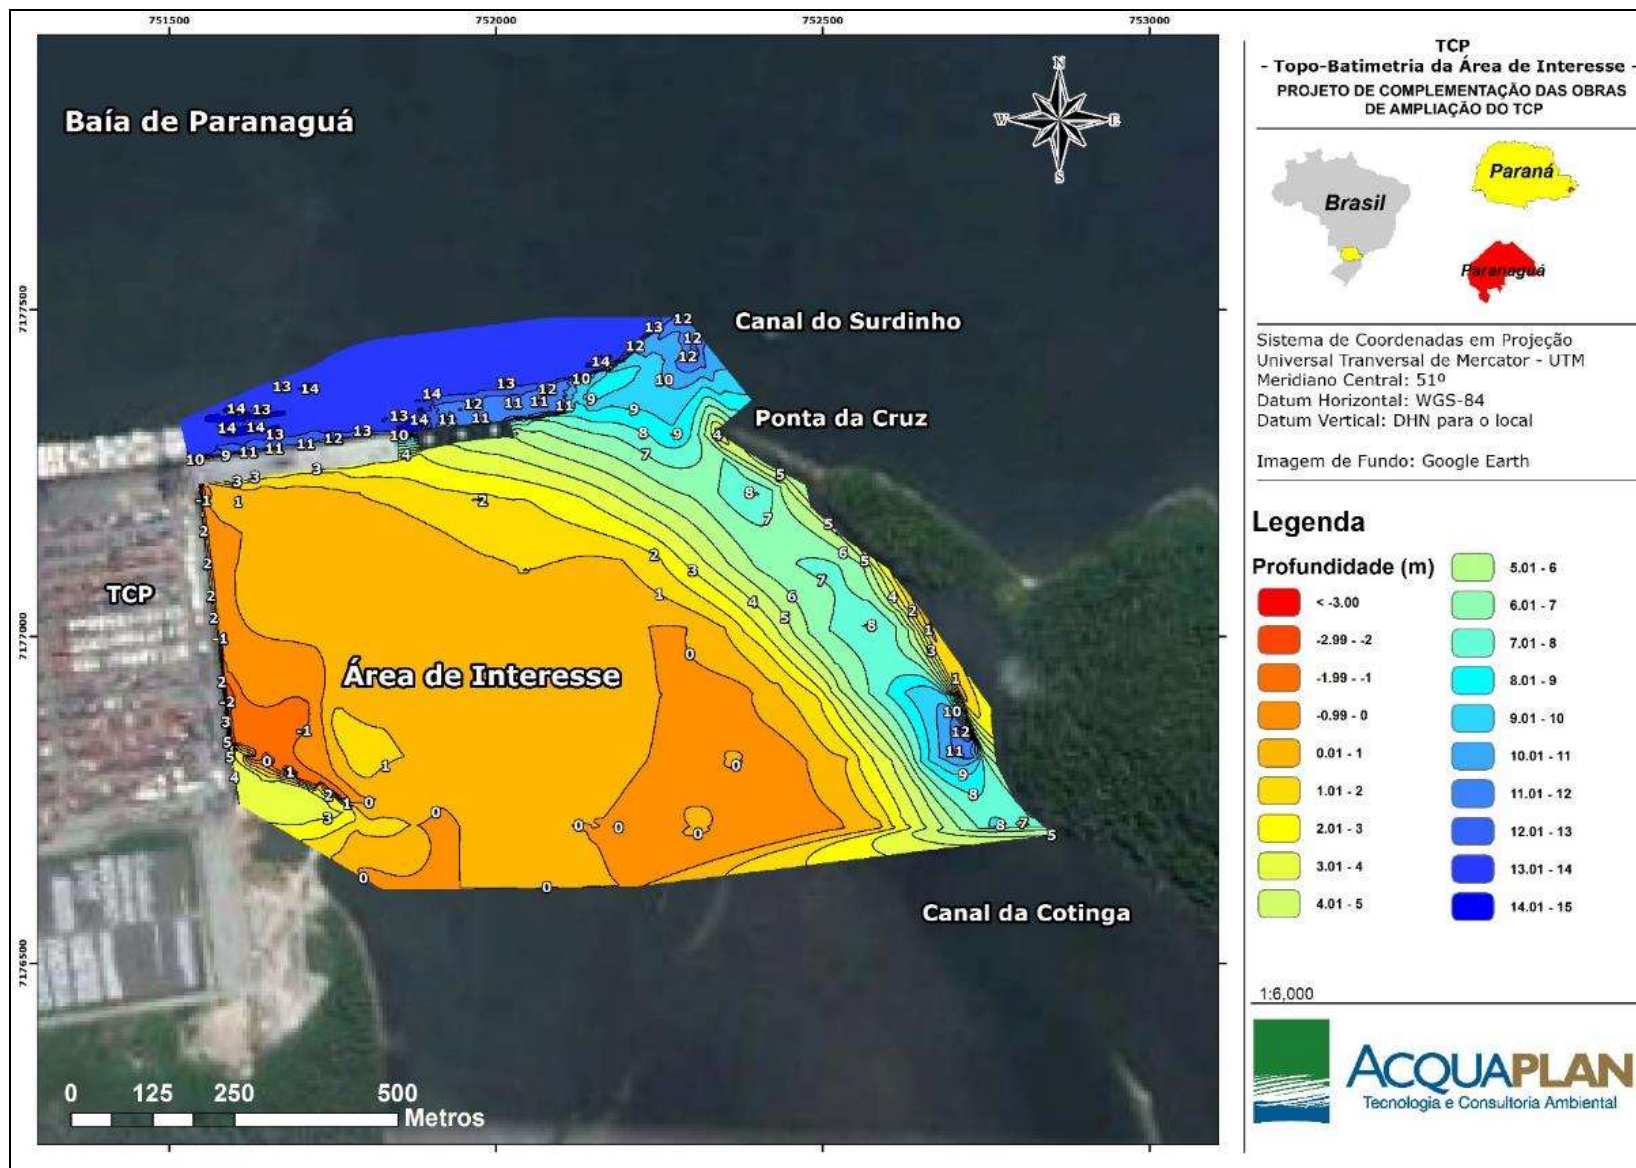 751500
752000
752500
753000
7177500
7177000
7176500
Baía de Paranaguá
N
W
E
S
Canal do Surdinho
Ponta da Cruz
TCP
Área de Interesse
Canal da Cotinga
0 125 250 500
Metros
TCP
- Topo-Batimetria da Área de Interesse -
PROJETO DE COMPLEMENTAÇÃO DAS OBRAS
DE AMPLIAÇÃO DO TCP
Brasil
Paraná
Paranaguá
Sistema de Coordenadas em Projeção
Universal Tranversal de Mercator - UTM
Meridiano Central: 51º
Datum Horizontal: WGS-84
Datum Vertical: DHN para o local
Imagem de Fundo: Google Earth
Legenda
Profundidade (m)
< -3.00
-2.99 - -2
-1.99 - -1
-0.99 - 0
0.01 - 1
1.01 - 2
2.01 - 3
3.01 - 4
4.01 - 5
5.01 - 6
6.01 - 7
7.01 - 8
8.01 - 9
9.01 - 10
10.01 - 11
11.01 - 12
12.01 - 13
13.01 - 14
14.01 - 15
1:6,000
ACQUAPLAN
Tecnologia e Consultoria Ambiental